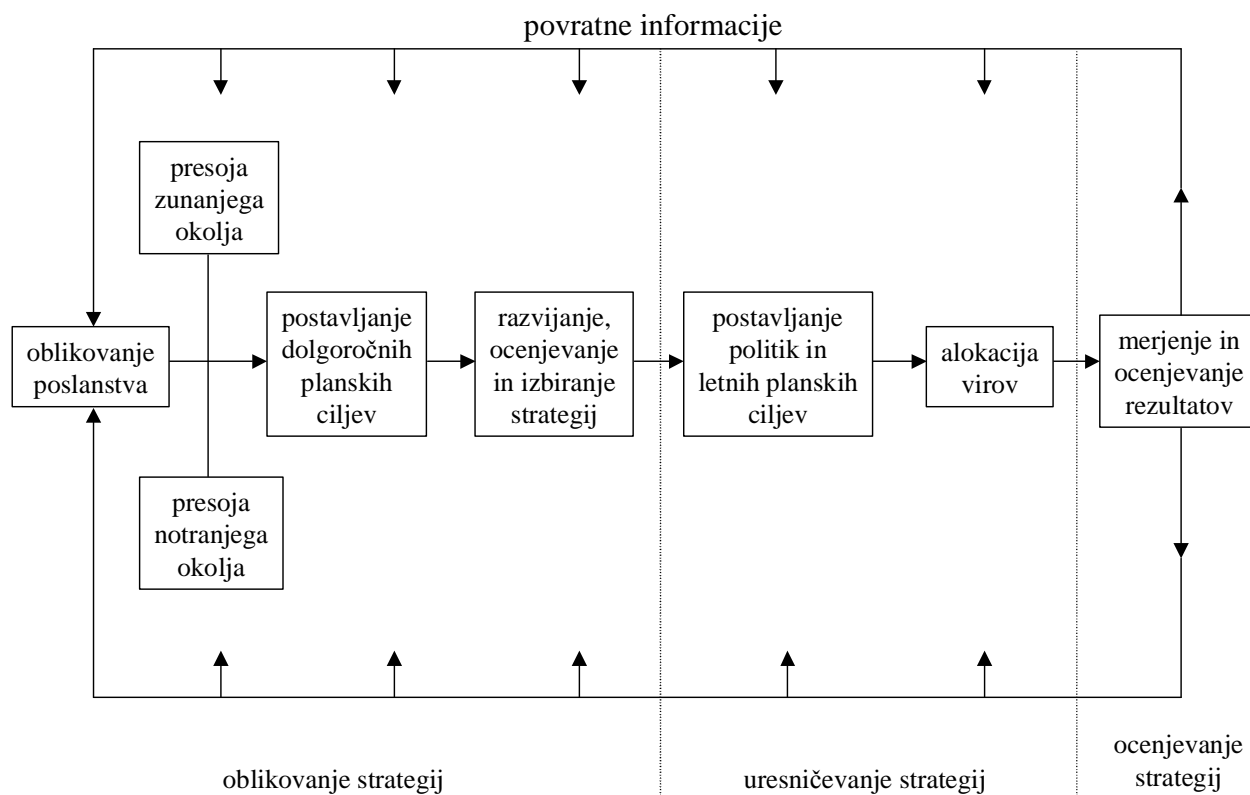 povratne informacije
presoja
zunanjega
okolja
oblikovanje
poslanstva
presoja
notranjega
okolja
postavljanje
dolgoročnih
planskih
ciljev
razvijanje,
ocenjevanje
in izbiranje
strategij
postavljanje
politik in
letnih planskih
ciljev
alokacija
virov
merjenje in
ocenjevanje
rezultatov
oblikovanje strategij
uresničevanje strategij
ocenjevanje
strategij